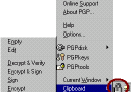 Online Support
About PGP...
Help
Options...
PGPdisk
PGPkeys
PGPtools
Current Window
Clipboard
Empty
Edit
Decrypt & Verify
Encrypt & Sign
Sign
Encrypt